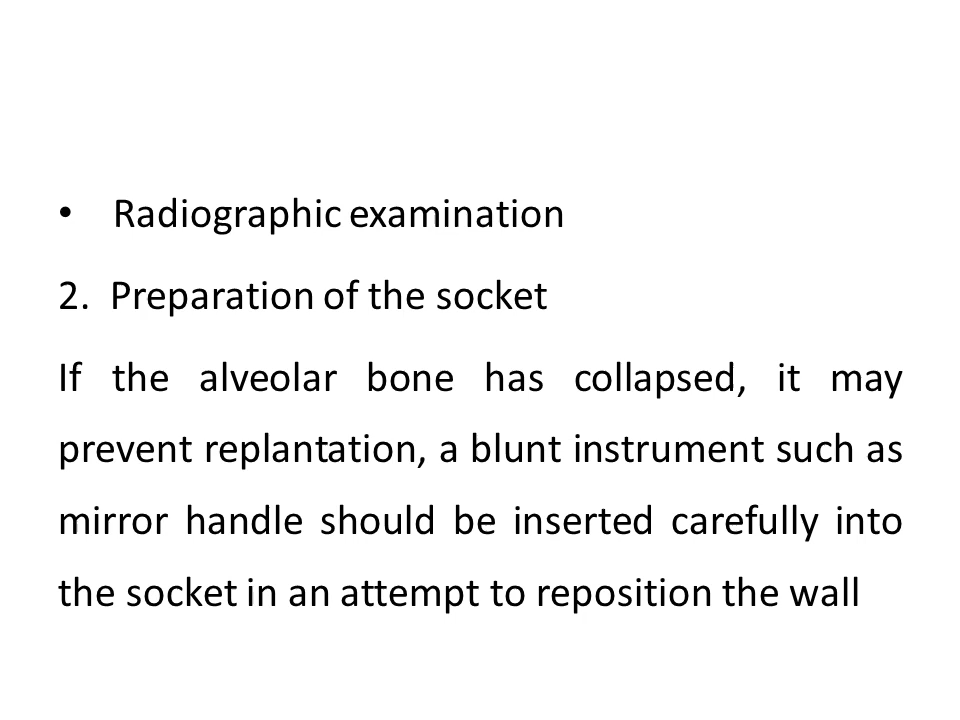 • Radiographic examination
2. Preparation of the socket
If the alveolar bone has collapsed, it may
prevent replantation, a blunt instrument such as
mirror handle should be inserted carefully into
the socket in an attempt to reposition the wall